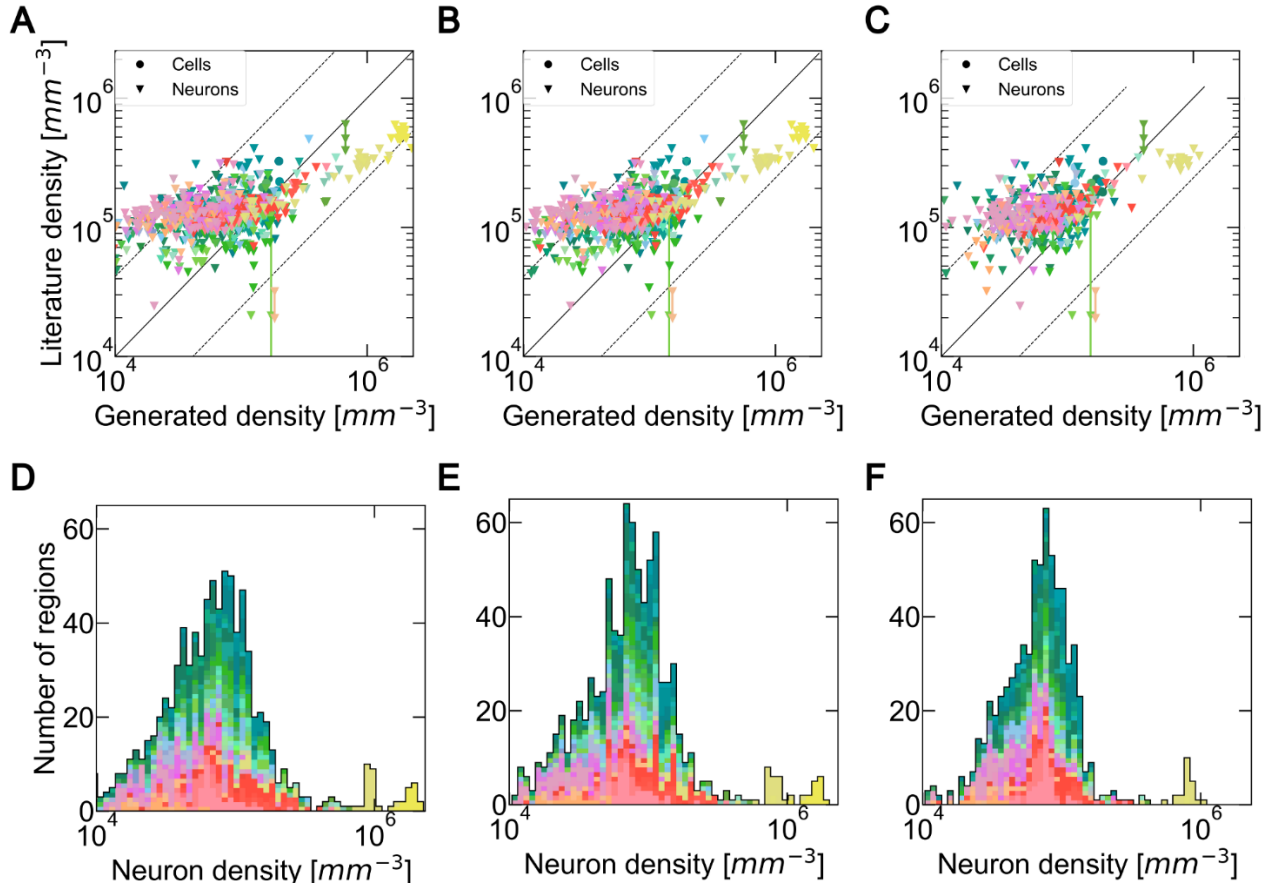 A
B
C
Literature density [mm⁻³]
10⁶
10⁵
10⁴
Cells
Neurons
10⁴
10⁶
Generated density [mm⁻³]
10⁶
10⁵
10⁴
Cells
Neurons
10⁴
10⁶
Generated density [mm⁻³]
10⁶
10⁵
10⁴
Cells
Neurons
10⁴
10⁶
Generated density [mm⁻³]
D
E
F
Number of regions
60
40
20
0
10⁴
10⁶
Neuron density [mm⁻³]
60
40
20
0
10⁴
10⁶
Neuron density [mm⁻³]
60
40
20
0
10⁴
10⁶
Neuron density [mm⁻³]